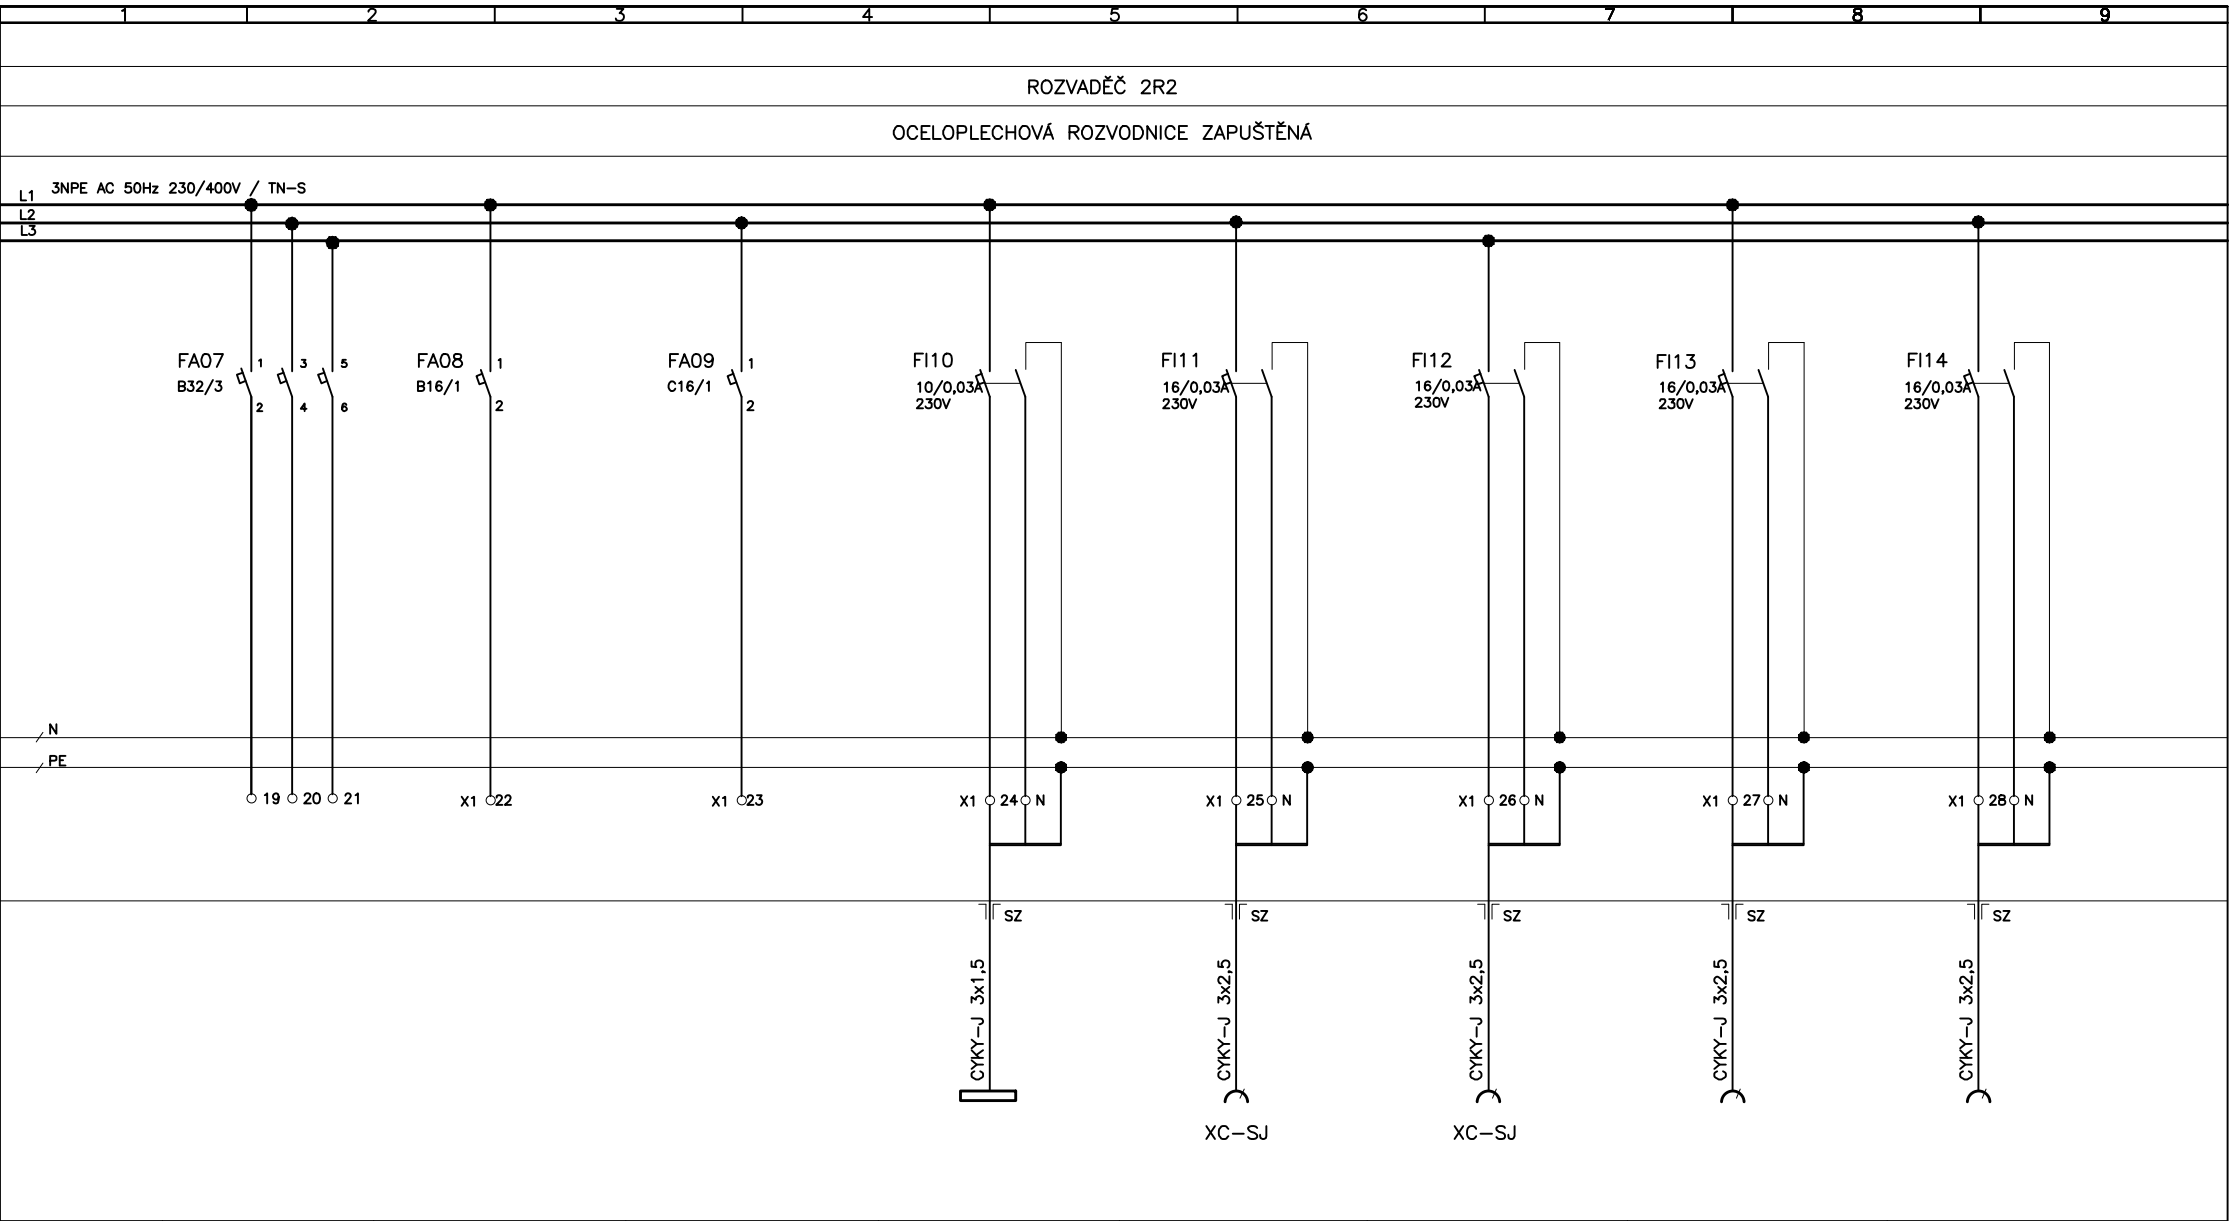 1 2 3 4 5 6 7 8 9
ROZVADĚČ 2R2
OCELOPLECHOVÁ ROZVODNICE ZAPUŠTĚNÁ
3NPE AC 50Hz 230/400V / TN-S
L1
L2
L3
FA07 1 3 5 FA08 1 FA09 1 FI10 FI11 FI12 FI13 FI14
B32/3 B16/1 C16/1 10/0,03A 16/0,03A 16/0,03A 16/0,03A 16/0,03A
2 4 6 2 2 230V 230V 230V 230V 230V
N
PE
19 20 21 X1 22 X1 23 X1 24 N X1 25 N X1 26 N X1 27 N X1 28 N
SZ SZ SZ SZ SZ
CYKY-J 3x1,5
CYKY-J 3x2,5
CYKY-J 3x2,5
CYKY-J 3x2,5
CYKY-J 3x2,5
XC-SJ XC-SJ